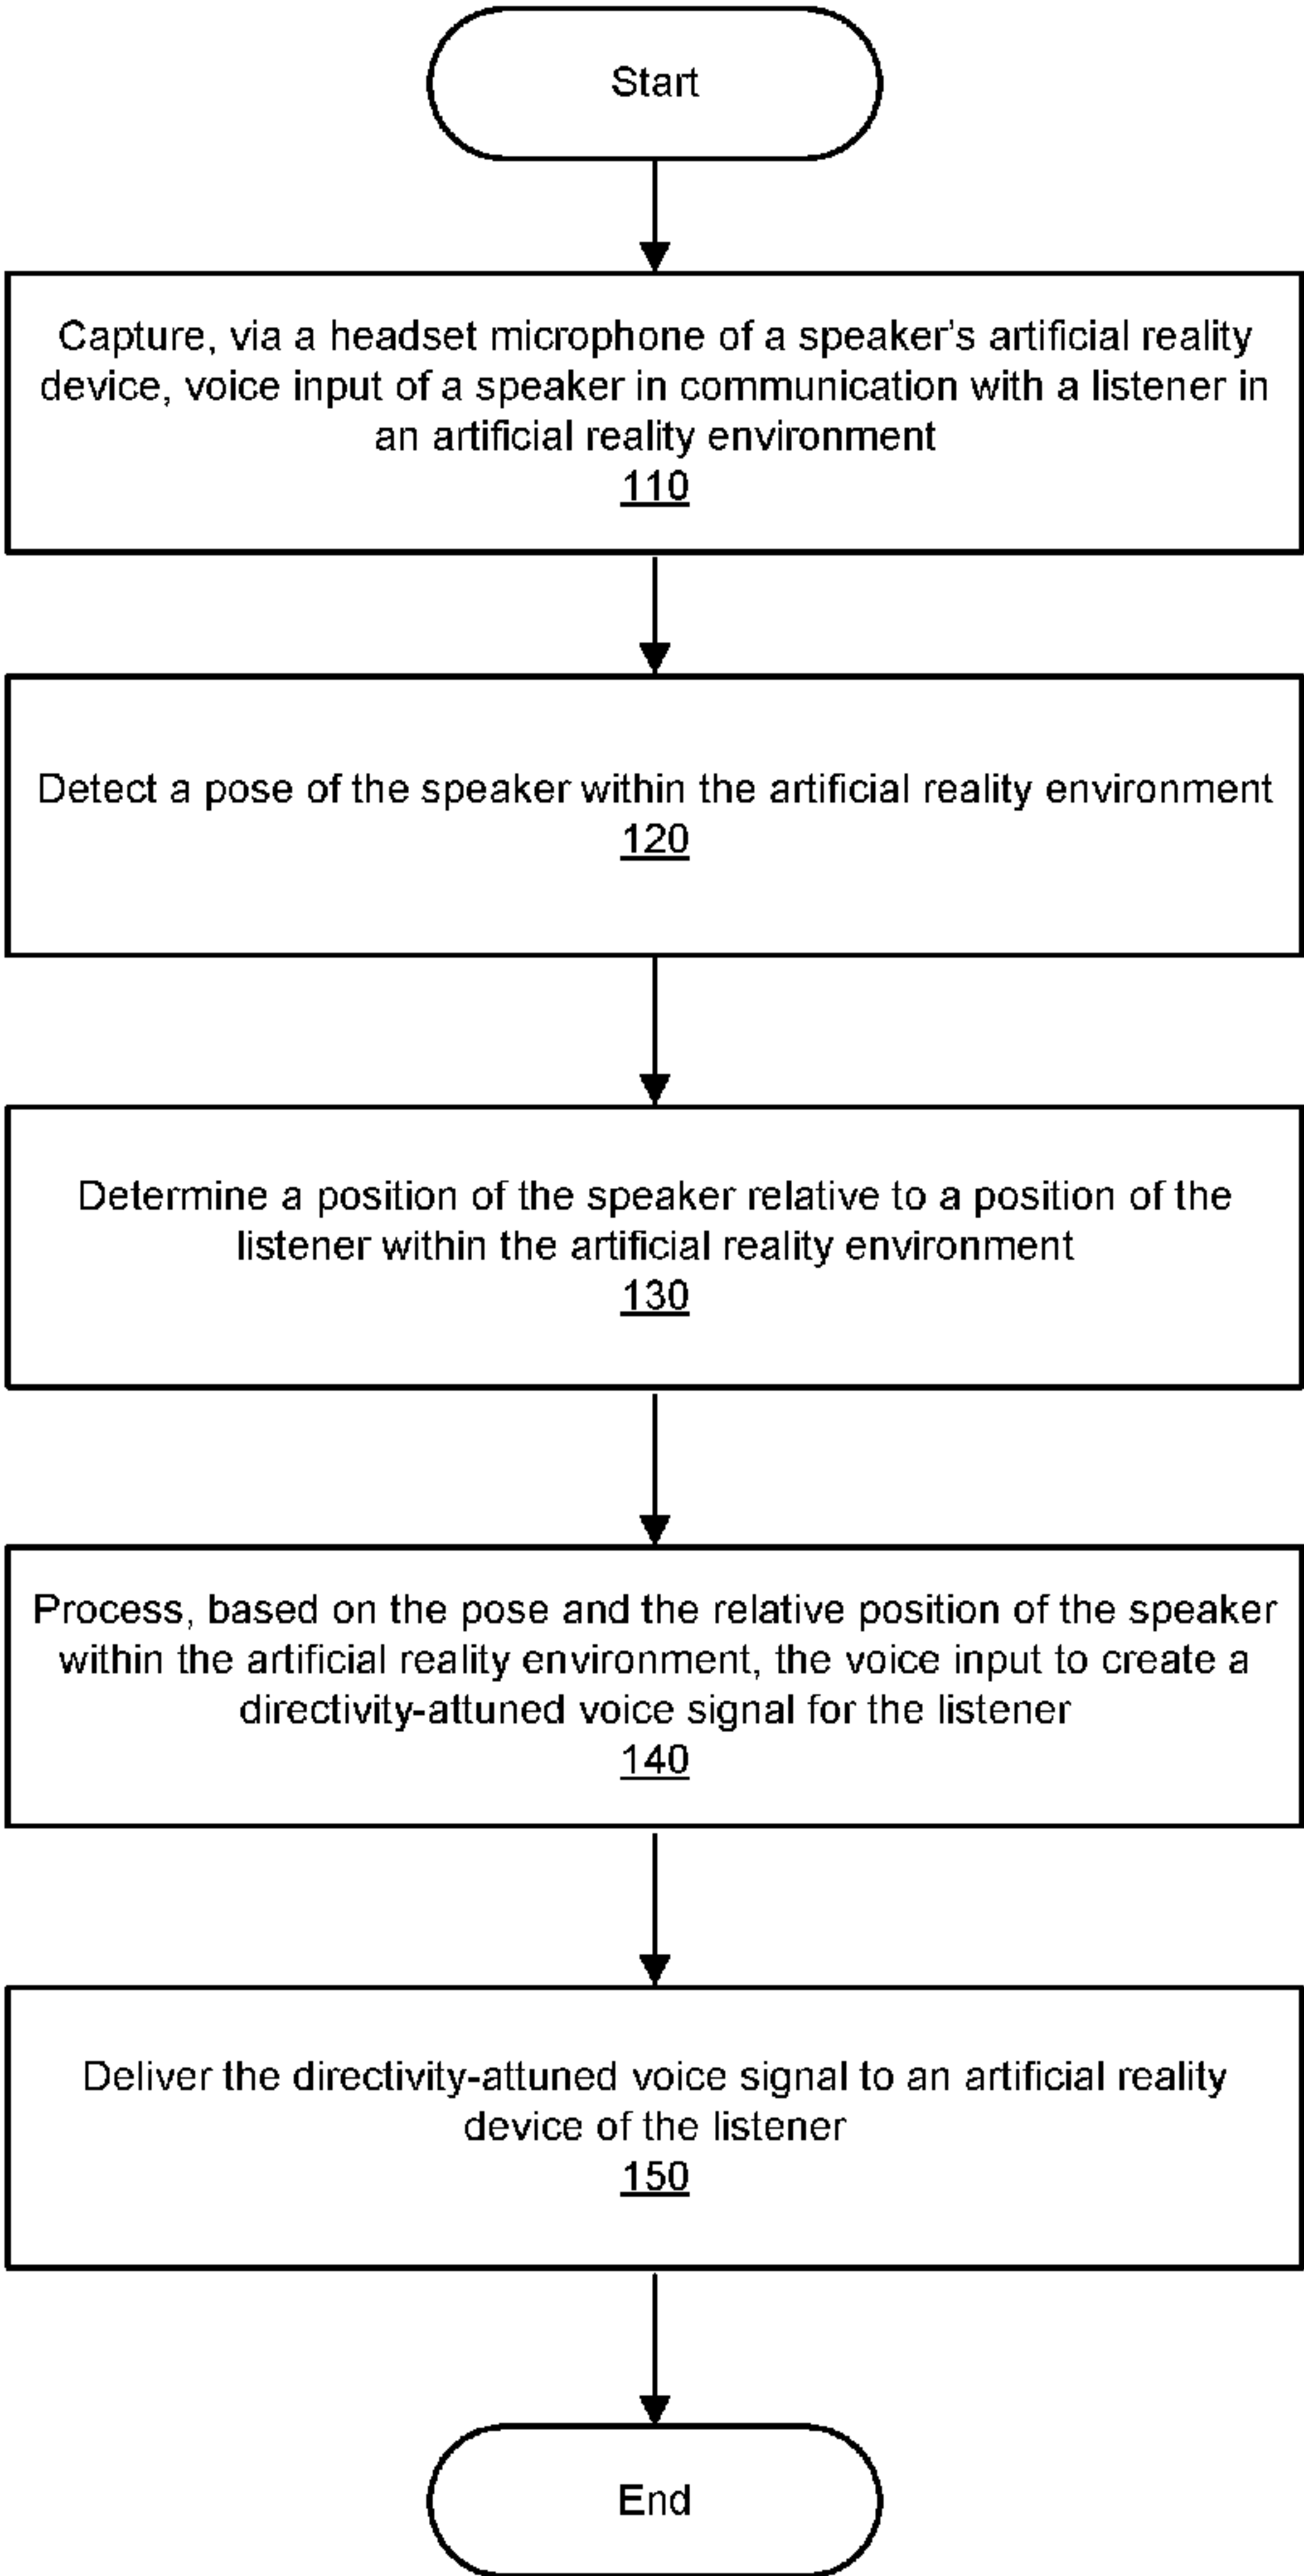 Start
Capture, via a headset microphone of a speaker's artificial reality
device, voice input of a speaker in communication with a listener in
an artificial reality environment
110
Detect a pose of the speaker within the artificial reality environment
120
Determine a position of the speaker relative to a position of the
listener within the artificial reality environment
130
Process, based on the pose and the relative position of the speaker
within the artificial reality environment, the voice input to create a
directivity-attuned voice signal for the listener
140
Deliver the directivity-attuned voice signal to an artificial reality
device of the listener
150
End